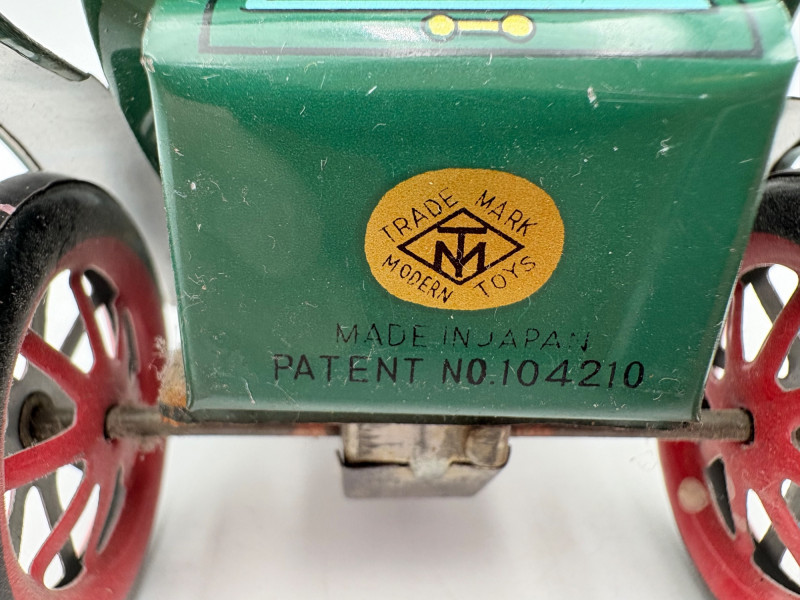 TRADE MARK
TM
MODERN TOYS
MADE IN JAPAN
PATENT NO.104210